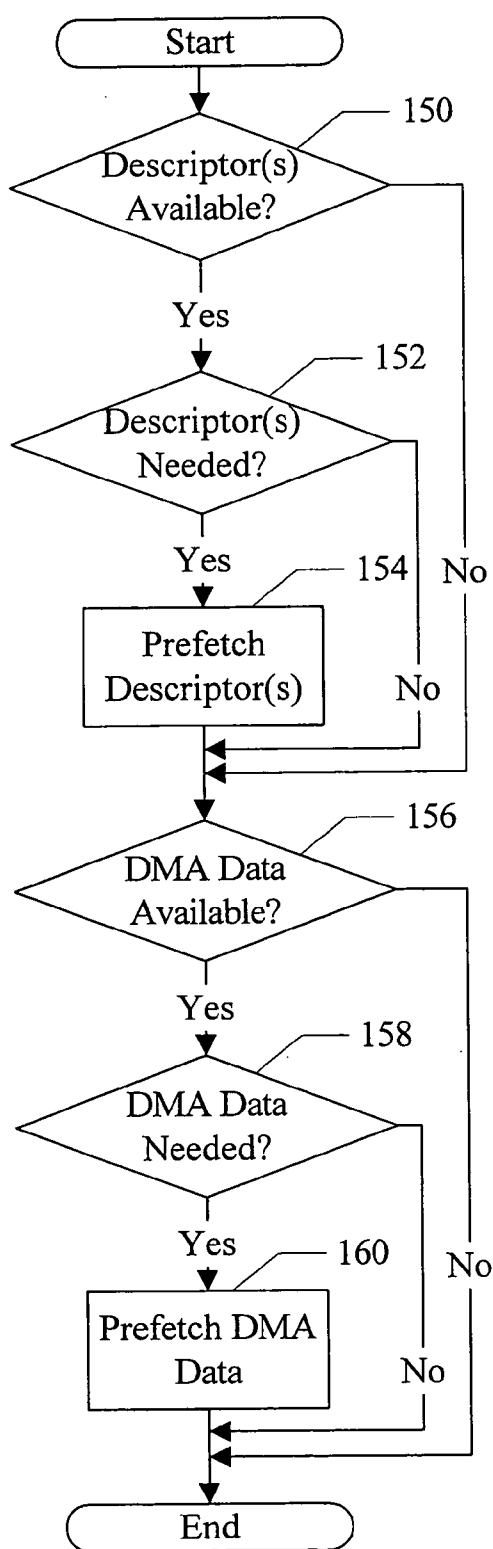 Start
150
Descriptor(s)
Available?
Yes
152
Descriptor(s)
Needed?
Yes
154
No
Prefetch
Descriptor(s)
No
156
DMA Data
Available?
Yes
158
DMA Data
Needed?
Yes
160
No
Prefetch DMA
Data
No
End